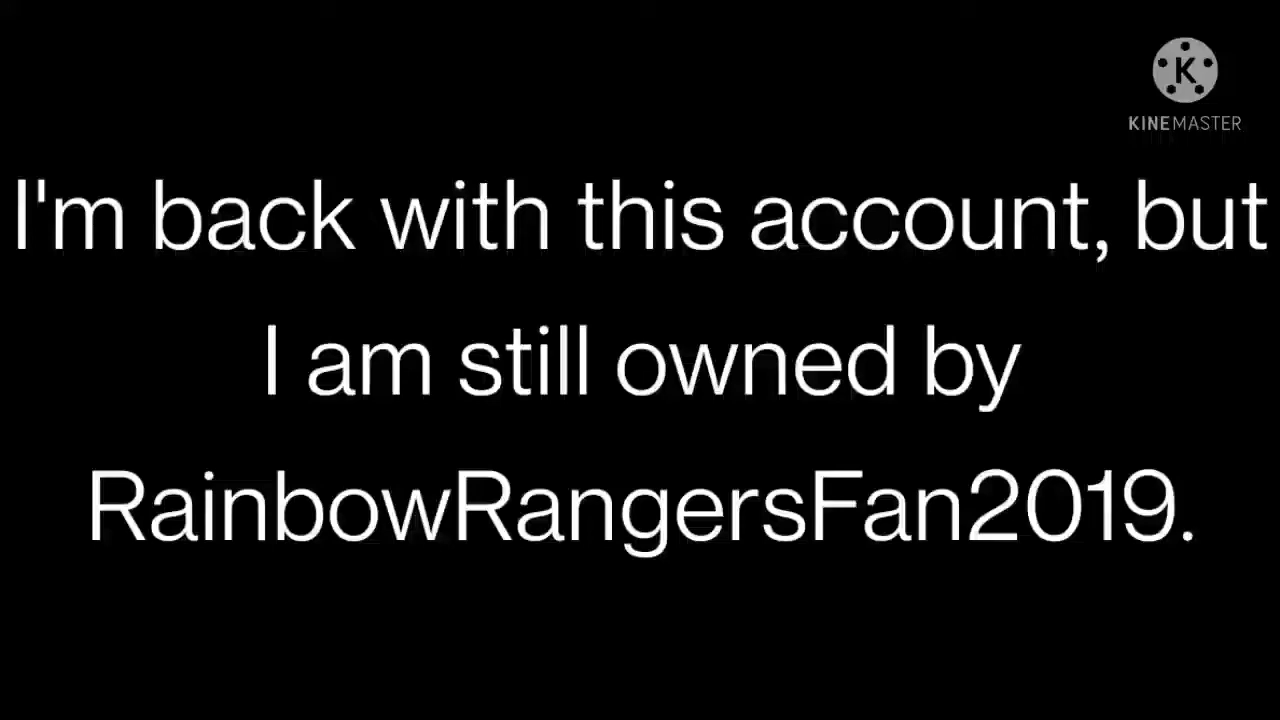 K
KINEMASTER
I'm back with this account, but
I am still owned by
RainbowRangersFan2019.